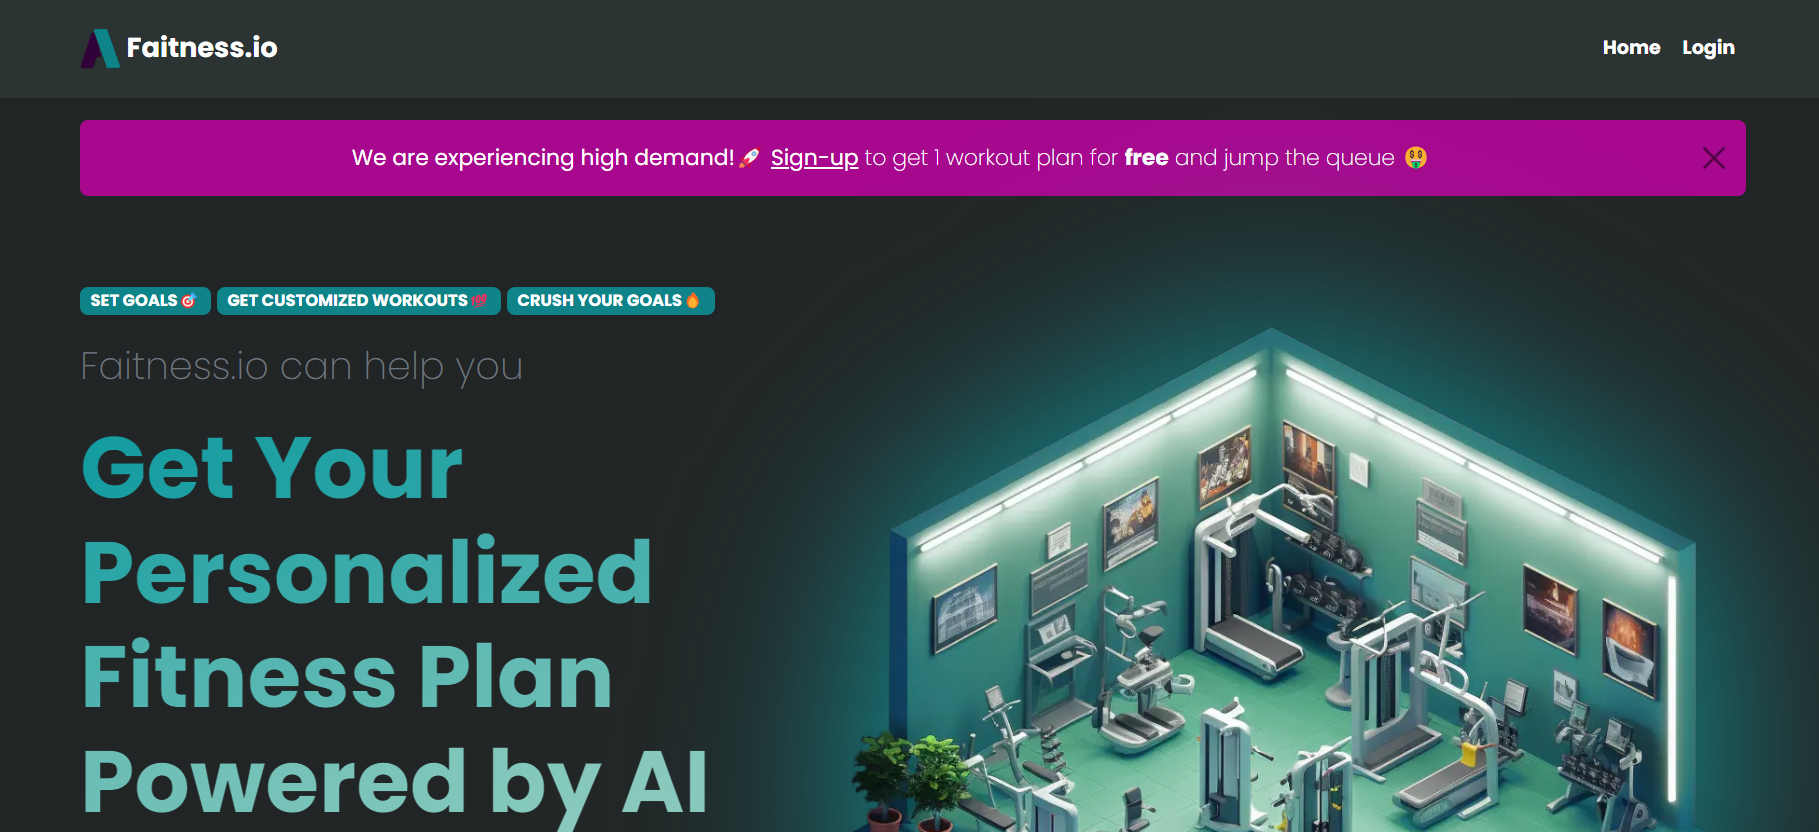 Faitness.io
Home Login
We are experiencing high demand!🚀 Sign-up to get 1 workout plan for free and jump the queue 🤑
SET GOALS🎯 GET CUSTOMIZED WORKOUTS💯 CRUSH YOUR GOALS🔥
Faitness.io can help you
Get Your
Personalized
Fitness Plan
Powered by AI